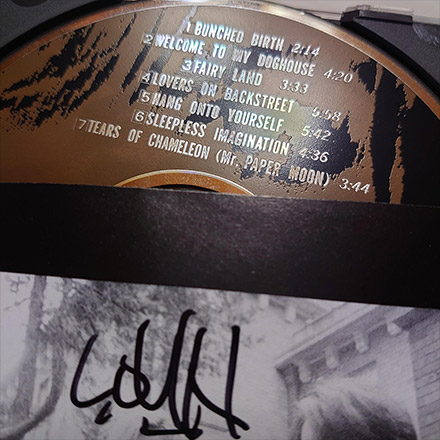 1 BUNCHED BIRTH 2:14
2 WELCOME TO MY DOGHOUSE 4:20
3 FAIRY LAND 3:33
4 LOVERS ON BACKSTREET 5:58
5 HANG ONTO YOURSELF 5:42
6 SLEEPLESS IMAGINATION 4:36
7 TEARS OF CHAMELEON (Mr. PAPER MOON) 3:44